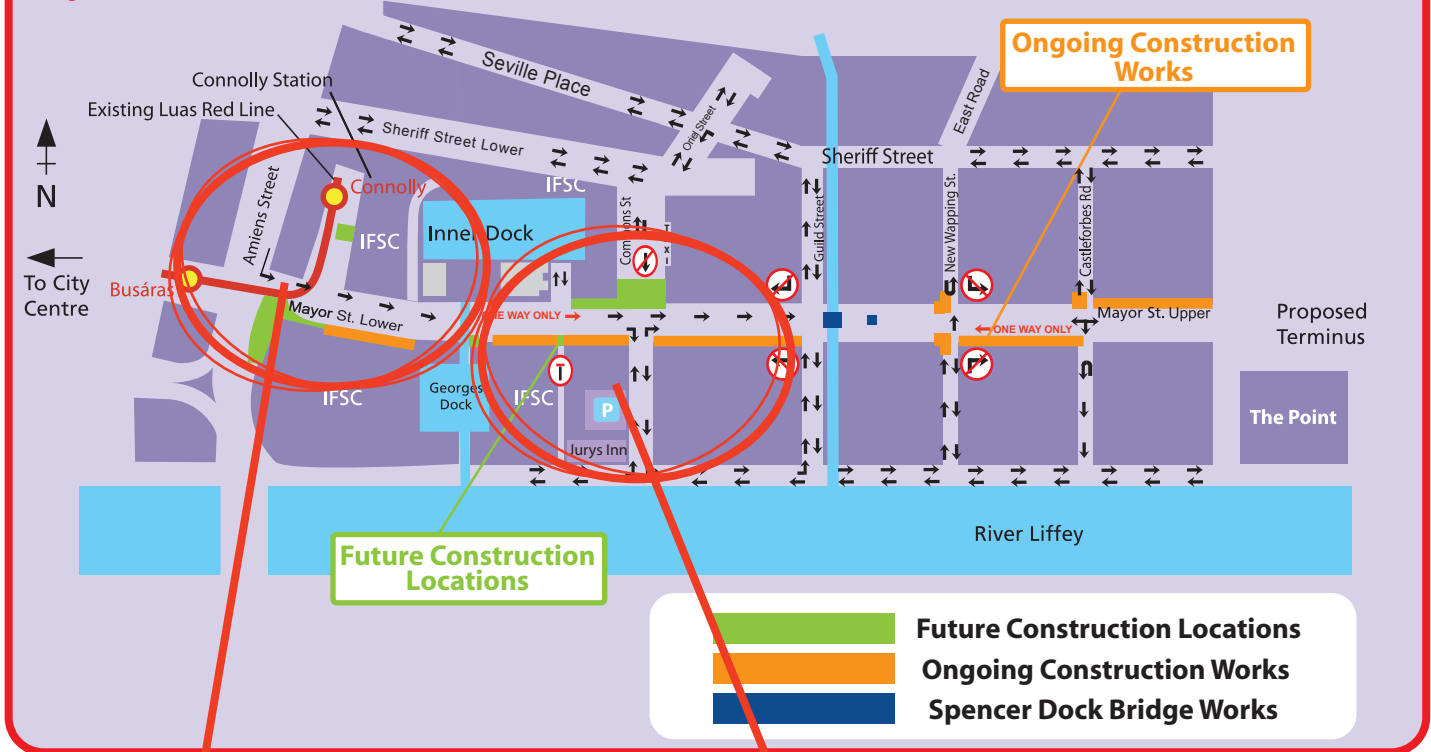 Ongoing Construction
Works
Seville Place
East Road
Connolly Station
Existing Luas Red Line
Oriel Street
Sheriff Street Lower
Sheriff Street
N
Connolly
IFSC
Amiens Street
Commons St
TAXI
Guild Street
New Wapping St.
Castleforbes Rd
IFSC
Inner Dock
To City
Centre
Busáras
Mayor St. Lower
ONE WAY ONLY
ONE WAY ONLY
Mayor St. Upper
Proposed
Terminus
IFSC
Georges
Dock
IFSC
P
Jurys Inn
The Point
River Liffey
Future Construction
Locations
Future Construction Locations
Ongoing Construction Works
Spencer Dock Bridge Works